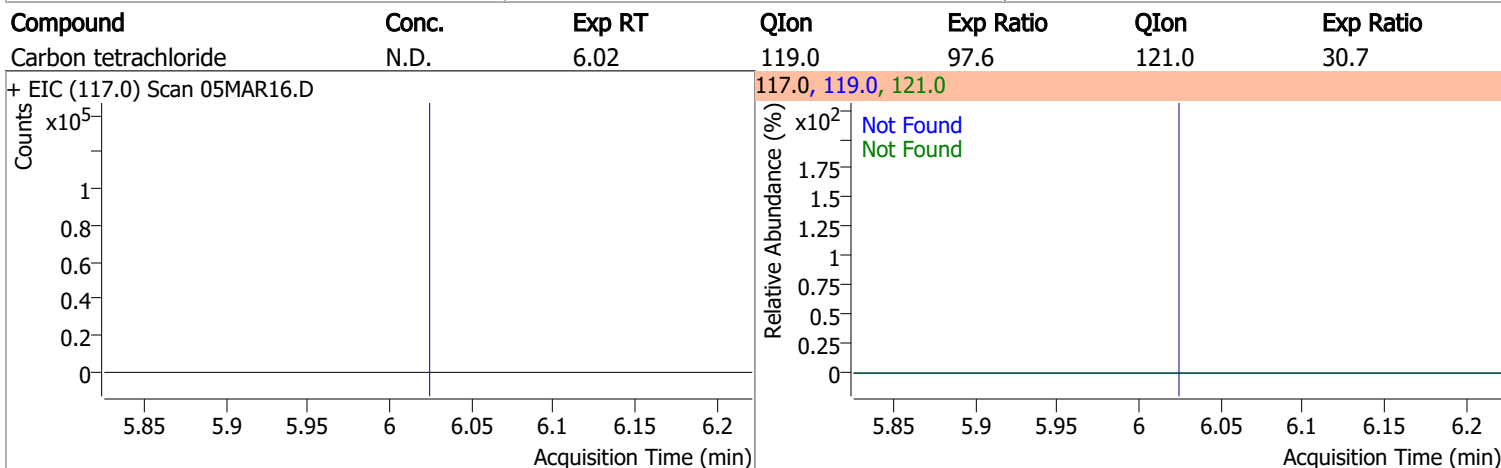 Compound Conc. Exp RT QIon Exp Ratio QIon Exp Ratio
Carbon tetrachloride N.D. 6.02 119.0 97.6 121.0 30.7
+ EIC (117.0) Scan 05MAR16.D
Counts
x10⁵
1
0.8
0.6
0.4
0.2
0
5.85 5.9 5.95 6 6.05 6.1 6.15 6.2
Acquisition Time (min)
117.0, 119.0, 121.0
Relative Abundance (%)
x10²
Not Found
Not Found
1.75
1.5
1.25
1
0.75
0.5
0.25
0
5.85 5.9 5.95 6 6.05 6.1 6.15 6.2
Acquisition Time (min)